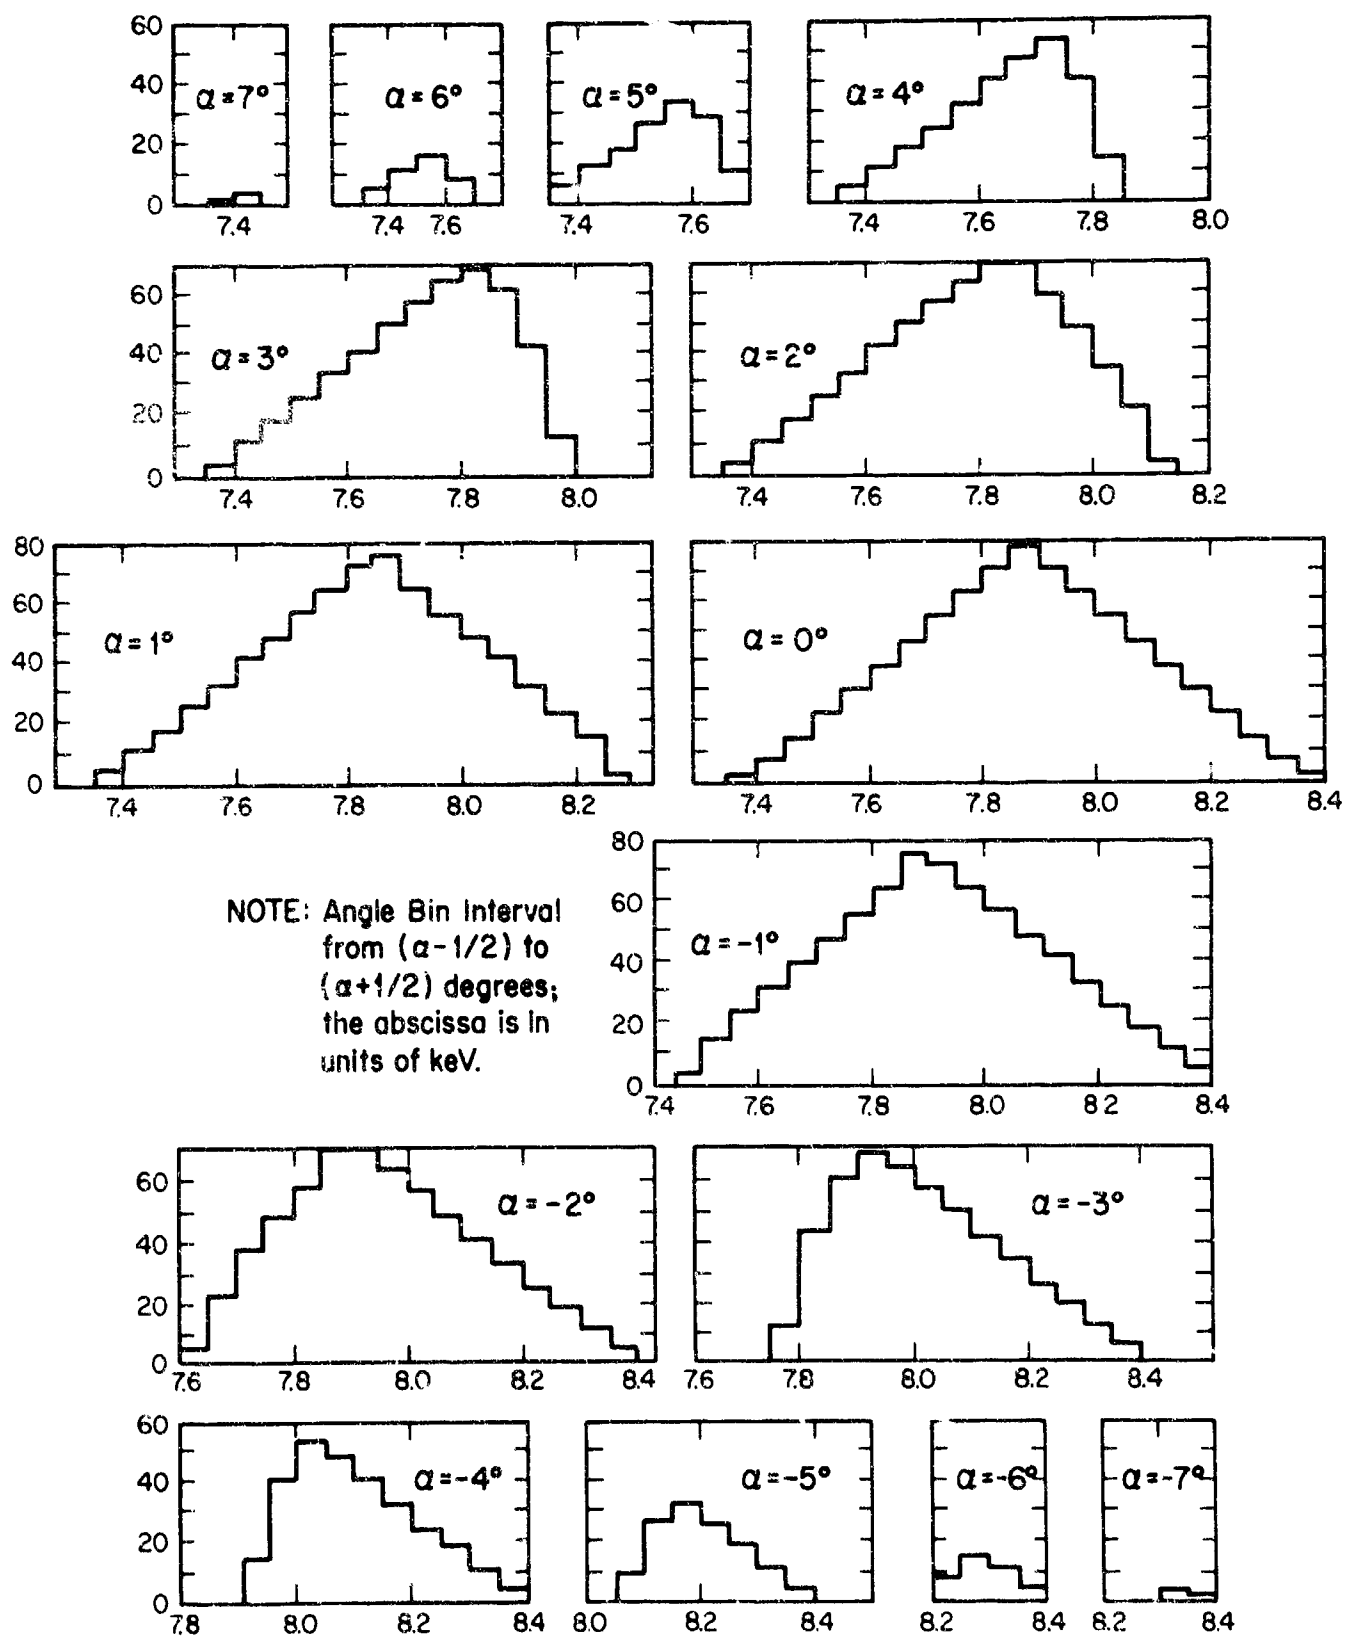 60
40
20
0
α=7°
7.4
α=6°
7.4 7.6
α=5°
7.4 7.6
α=4°
7.4 7.6 7.8 8.0
60
40
20
0
α=3°
7.4 7.6 7.8 8.0
α=2°
7.4 7.6 7.8 8.0 8.2
80
60
40
20
0
α=1°
7.4 7.6 7.8 8.0 8.2
α=0°
7.4 7.6 7.8 8.0 8.2 8.4
NOTE: Angle Bin Interval
from (α-1/2) to
(α+1/2) degrees;
the abscissa is in
units of keV.
80
60
40
20
0
α=-1°
7.4 7.6 7.8 8.0 8.2 8.4
60
40
20
0
α=-2°
7.6 7.8 8.0 8.2 8.4
α=-3°
7.6 7.8 8.0 8.2 8.4
60
40
20
0
α=-4°
7.8 8.0 8.2 8.4
α=-5°
8.0 8.2 8.4
α=-6°
8.2 8.4
α=-7°
8.2 8.4